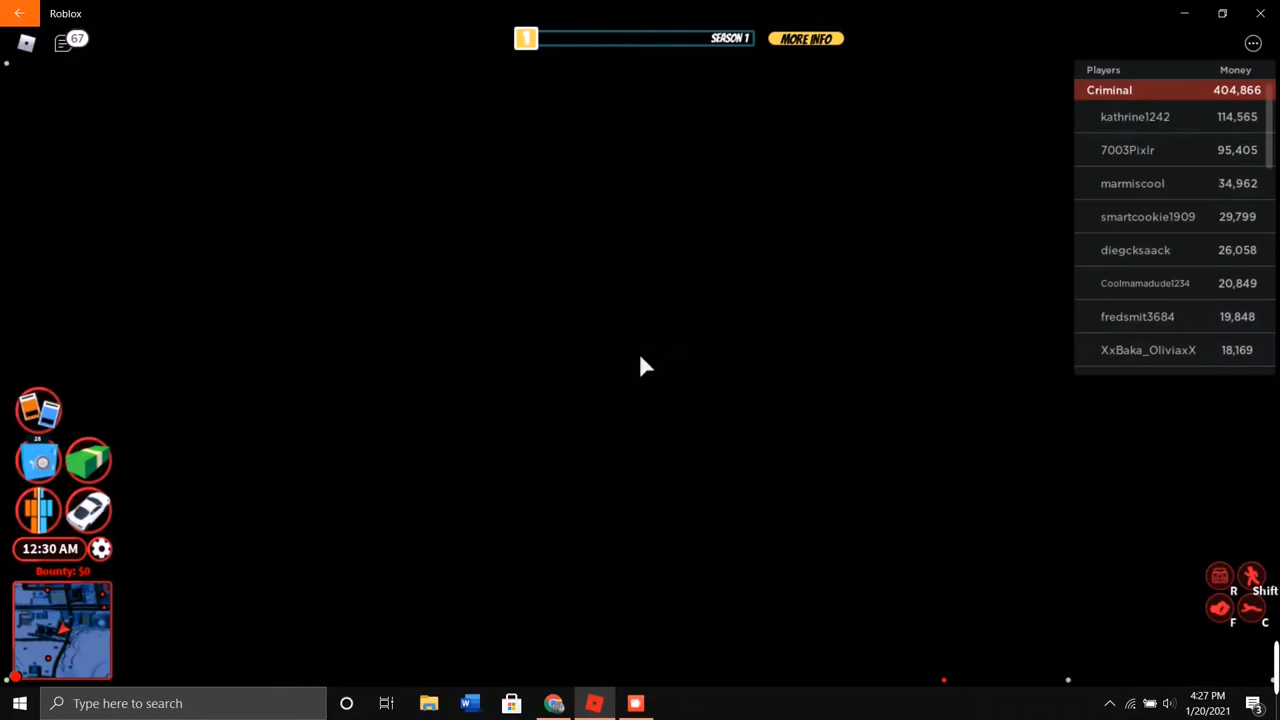 Roblox
67
1
SEASON 1
MORE INFO
Players Money
Criminal 404,866
kathrine1242 114,565
7003Pixlr 95,405
marmiscool 34,962
smartcookie1909 29,799
diegcksaack 26,058
Coolmamadude1234 20,849
fredsmit3684 19,848
XxBaka_OliviaxX 18,169
28
12:30 AM
Bounty: $0
R Shift
F C
Type here to search
4:27 PM
1/20/2021
3